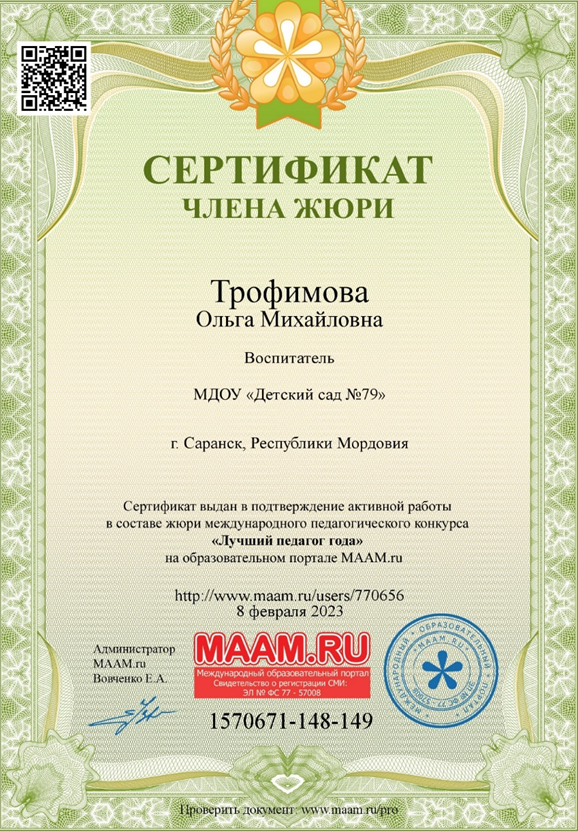 СЕРТИФИКАТ
ЧЛЕНА ЖЮРИ
Трофимова
Ольга Михайловна
Воспитатель
МДОУ «Детский сад №79»
г. Саранск, Республики Мордовия
Сертификат выдан в подтверждение активной работы
в составе жюри международного педагогического конкурса
«Лучший педагог года»
на образовательном портале MAAM.ru
http://www.maam.ru/users/770656
8 февраля 2023
Администратор
MAAM.ru
Вовченко Е.А.
MAAM.RU
Международный образовательный портал
Свидетельство о регистрации СМИ:
ЭЛ № ФС 77 - 57008
1570671-148-149
МЕЖДУНАРОДНЫЙ • ОБРАЗОВАТЕЛЬНЫЙ • ПОРТАЛ
MAAM.RU
ЭЛ № ФС 77 - 57008
Проверить документ: www.maam.ru/pro